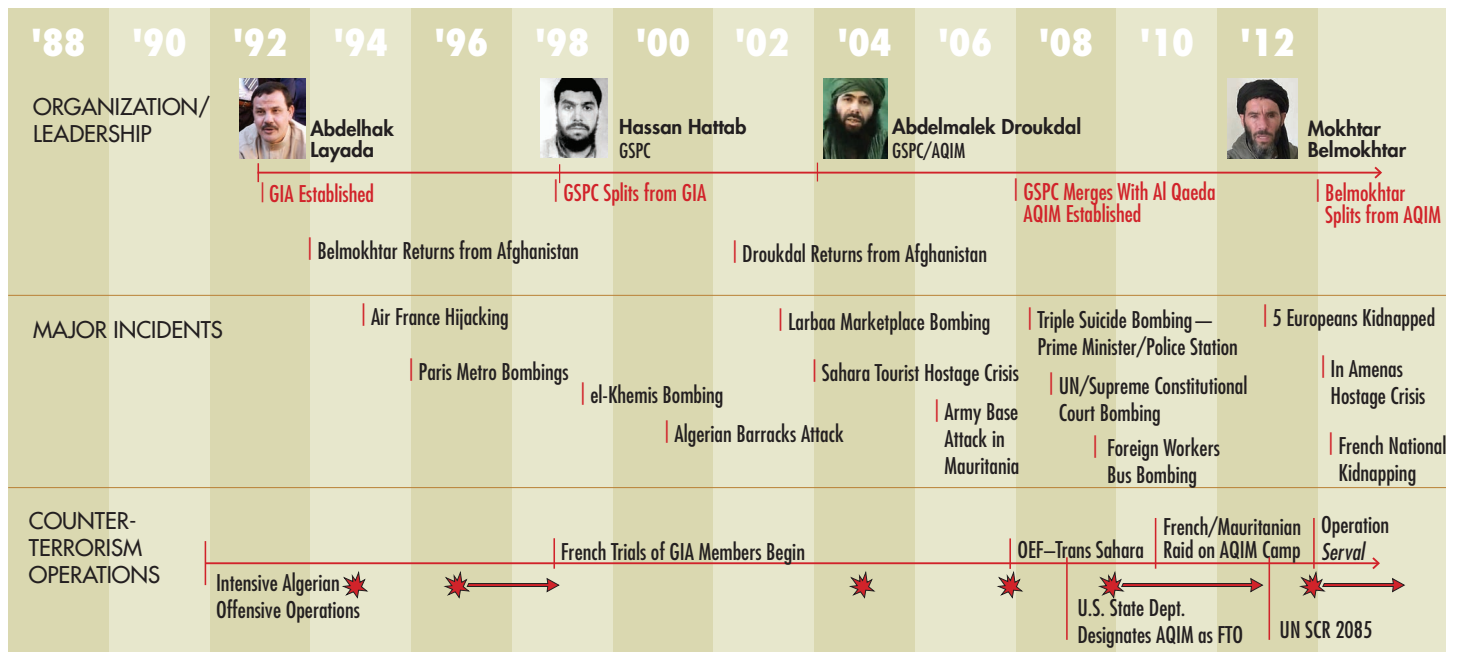 '88 '90 '92 '94 '96 '98 '00 '02 '04 '06 '08 '10 '12
ORGANIZATION/
LEADERSHIP
Abdelhak
Layada
Hassan Hattab
GSPC
Abdelmalek Droukdal
GSPC/AQIM
Mokhtar
Belmokhtar
GIA Established
GSPC Splits from GIA
GSPC Merges With Al Qaeda
AQIM Established
Belmokhtar
Splits from AQIM
Belmokhtar Returns from Afghanistan
Droukdal Returns from Afghanistan
MAJOR INCIDENTS
Air France Hijacking
Paris Metro Bombings
el-Khemis Bombing
Algerian Barracks Attack
Larbaa Marketplace Bombing
Sahara Tourist Hostage Crisis
Army Base
Attack in
Mauritania
Triple Suicide Bombing—
Prime Minister/Police Station
UN/Supreme Constitutional
Court Bombing
Foreign Workers
Bus Bombing
5 Europeans Kidnapped
In Amenas
Hostage Crisis
French National
Kidnapping
COUNTER-
TERRORISM
OPERATIONS
Intensive Algerian
Offensive Operations
French Trials of GIA Members Begin
OEF–Trans Sahara
U.S. State Dept.
Designates AQIM as FTO
French/Mauritanian
Raid on AQIM Camp
UN SCR 2085
Operation
Serval